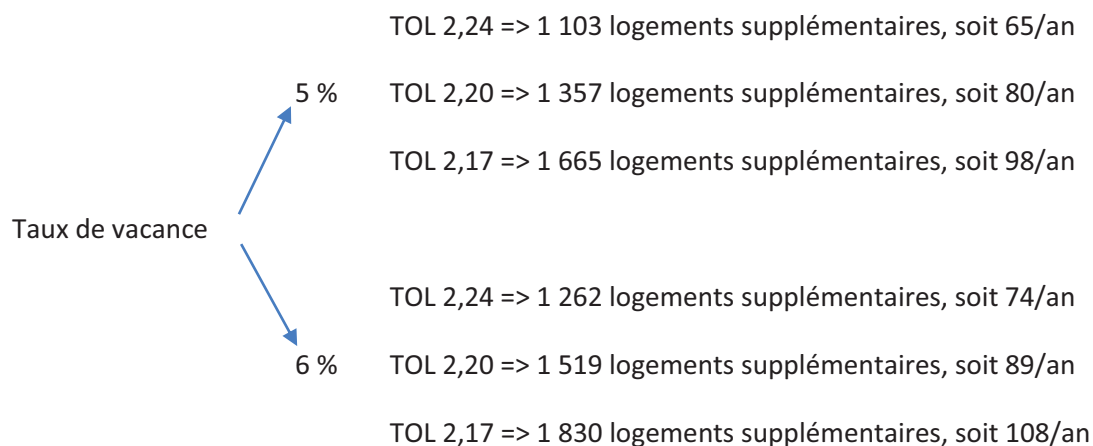 TOL 2,24 => 1 103 logements supplémentaires, soit 65/an
5 % TOL 2,20 => 1 357 logements supplémentaires, soit 80/an
TOL 2,17 => 1 665 logements supplémentaires, soit 98/an
Taux de vacance
TOL 2,24 => 1 262 logements supplémentaires, soit 74/an
6 % TOL 2,20 => 1 519 logements supplémentaires, soit 89/an
TOL 2,17 => 1 830 logements supplémentaires, soit 108/an